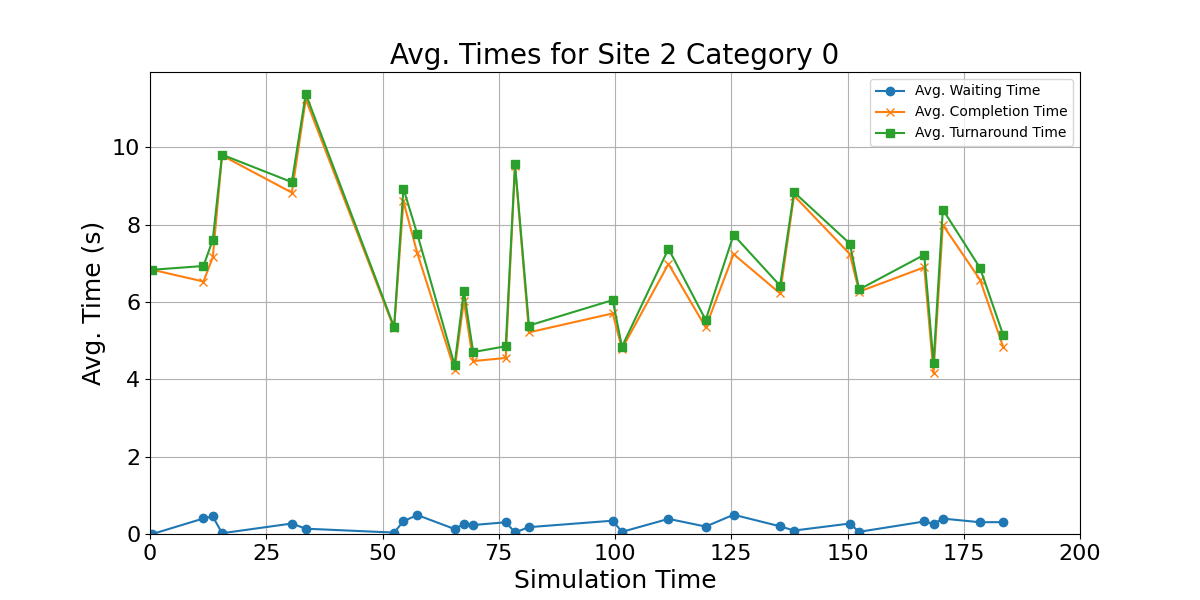 Avg. Times for Site 2 Category 0
Avg. Waiting Time
Avg. Completion Time
Avg. Turnaround Time
Avg. Time (s)
10
8
6
4
2
0
0 25 50 75 100 125 150 175 200
Simulation Time